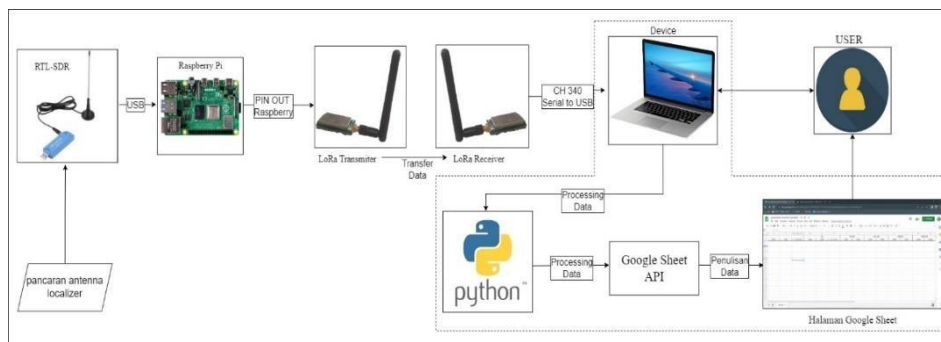 RTL-SDR
USB
Raspberry Pi
PIN OUT
Raspberry
LoRa Transmiter
Transfer
Data
LoRa Receiver
CH 340
Serial to USB
Device
USER
Processing
Data
pancaran antenna
localizer
python
Processing
Data
Google Sheet
API
Penulisan
Data
Halaman Google Sheet